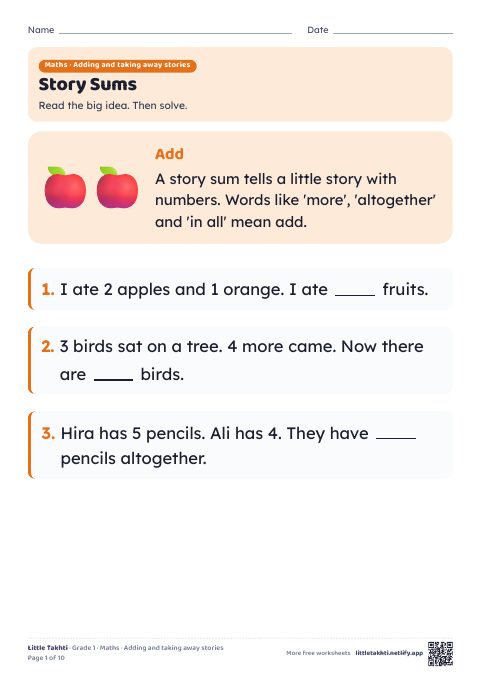 Name Date
Maths · Adding and taking away stories
Story Sums
Read the big idea. Then solve.
Add
A story sum tells a little story with
numbers. Words like 'more', 'altogether'
and 'in all' mean add.
1. I ate 2 apples and 1 orange. I ate _____ fruits.
2. 3 birds sat on a tree. 4 more came. Now there
are _____ birds.
3. Hira has 5 pencils. Ali has 4. They have _____
pencils altogether.
Little Takhti · Grade 1 · Maths · Adding and taking away stories
Page 1 of 10
More free worksheets · littletakhti.netlify.app